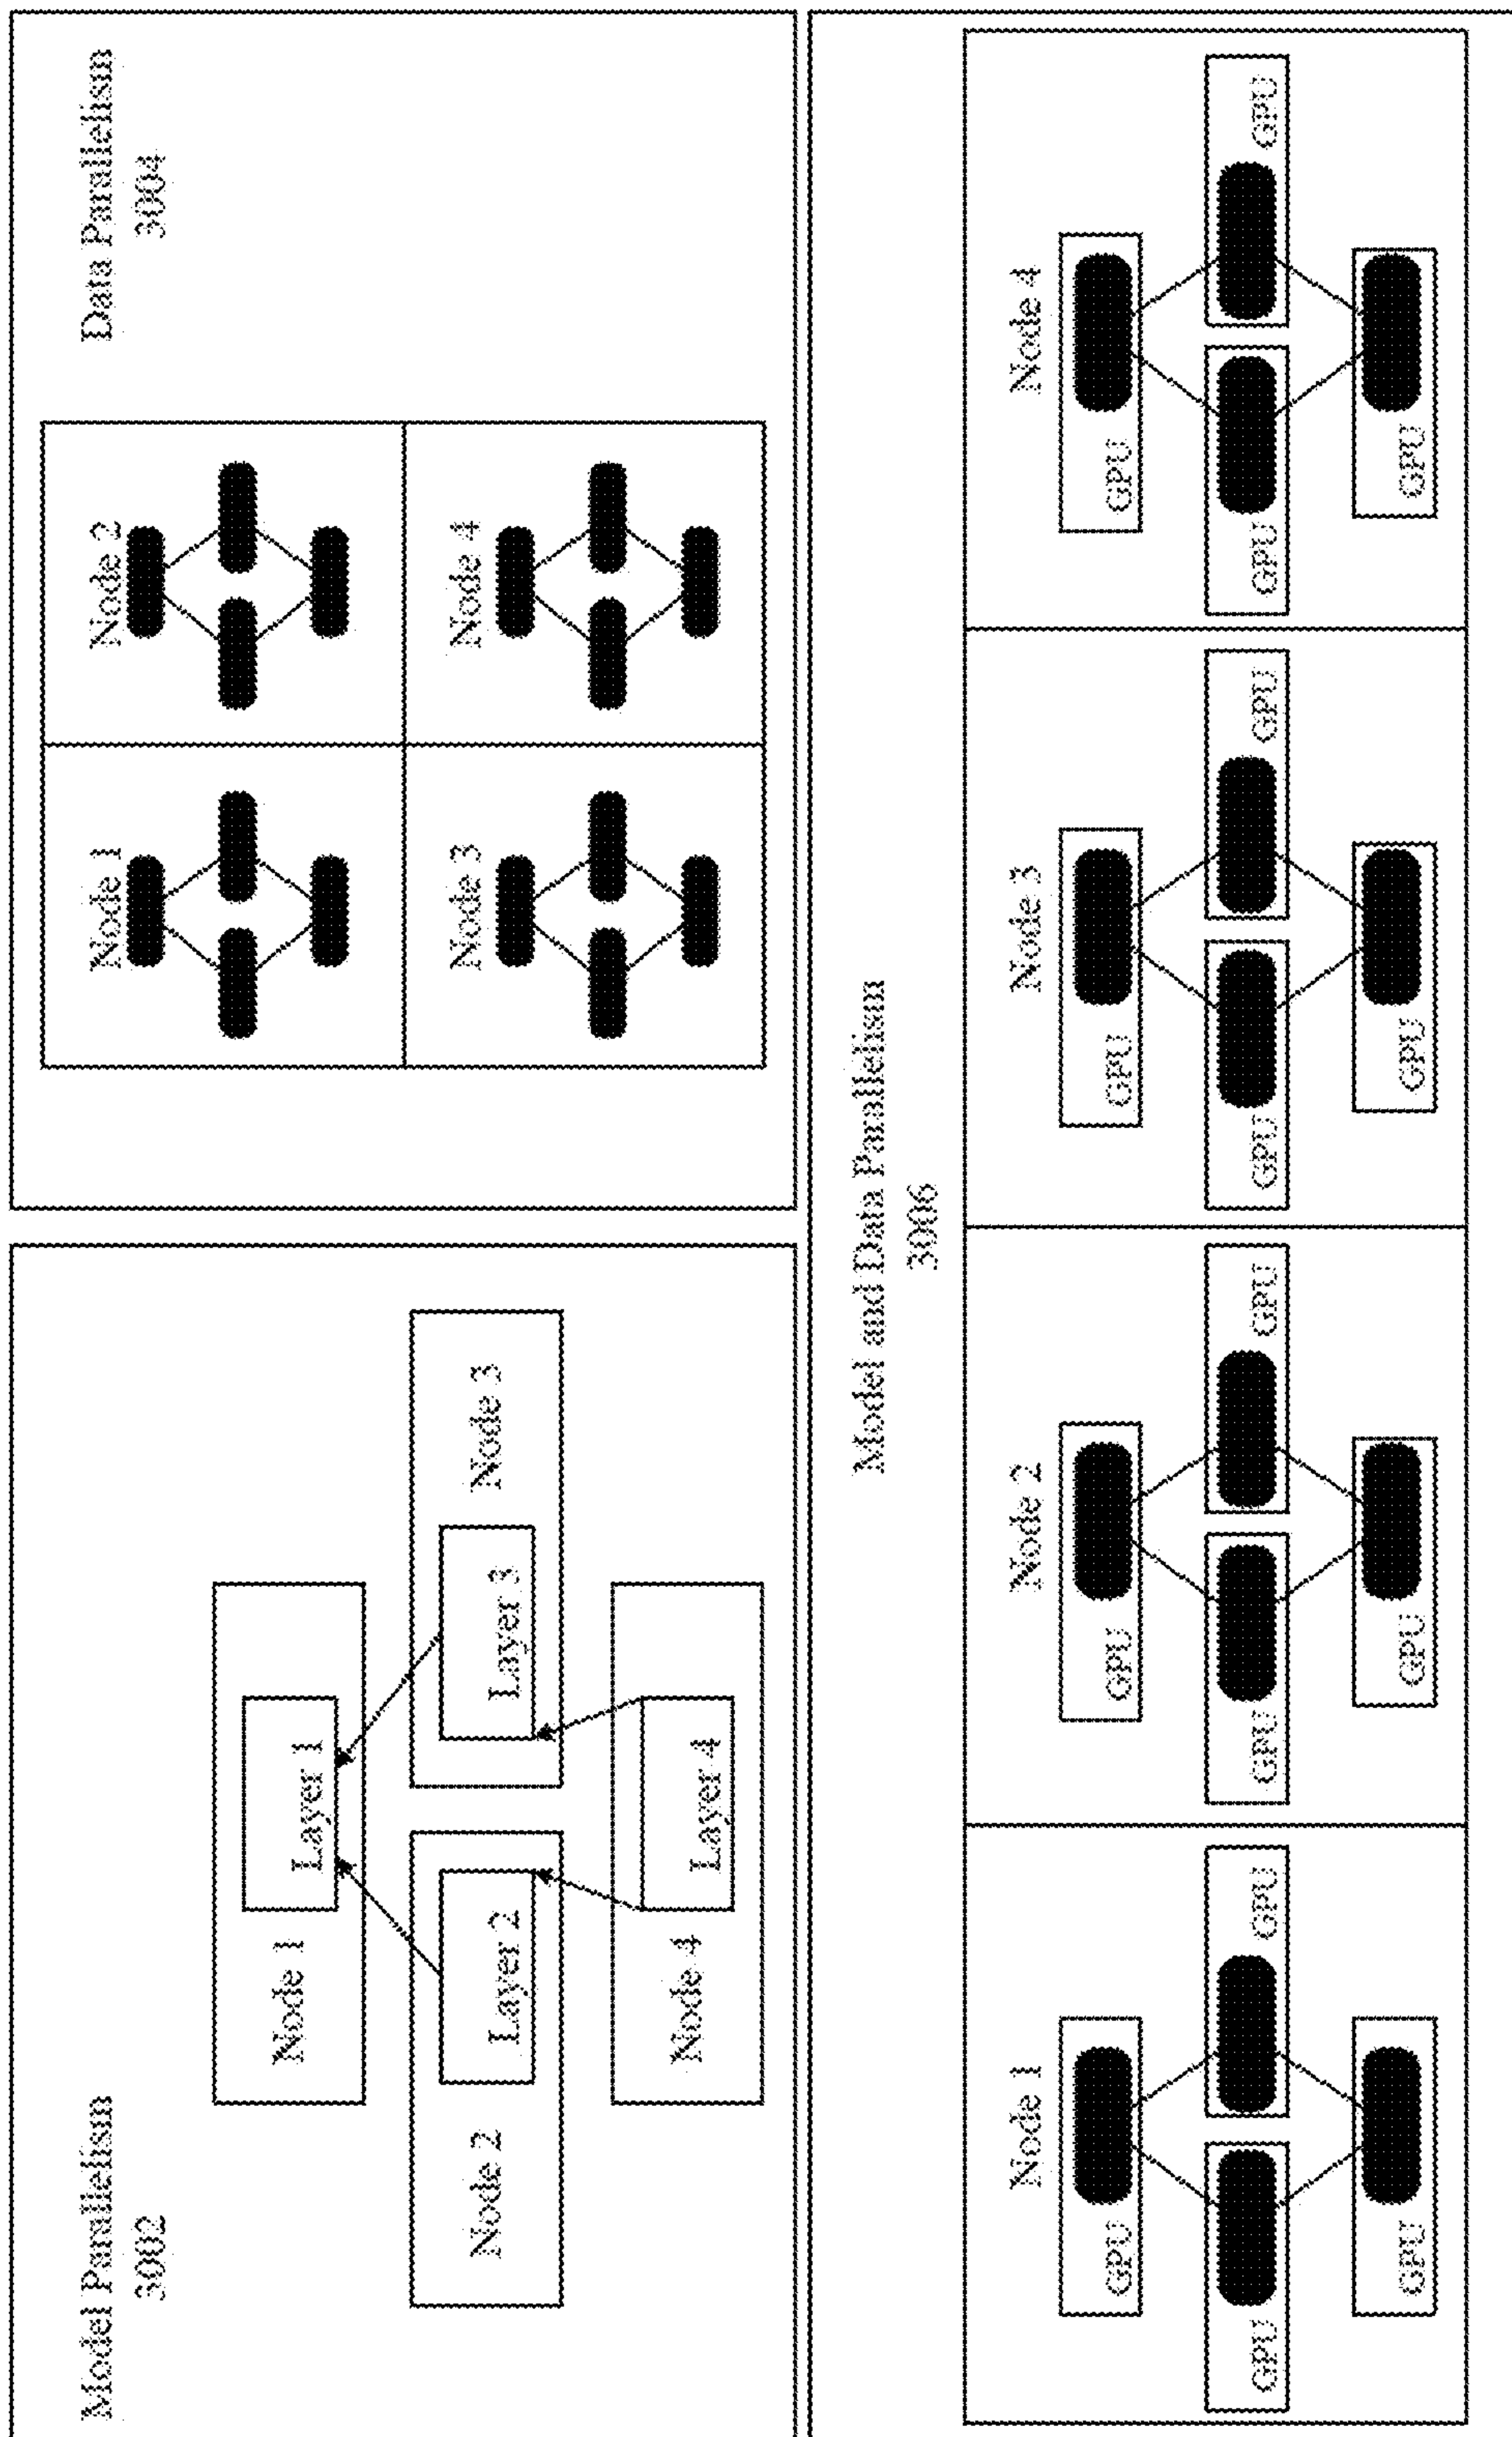 Model Parallelism
3002
Node 1
Layer 1
Node 2
Layer 2
Layer 3
Node 3
Node 4
Layer 4
Data Parallelism
3004
Node 1
Node 2
Node 3
Node 4
Model and Data Parallelism
3006
Node 1
GPU
GPU
GPU
GPU
Node 2
GPU
GPU
GPU
GPU
Node 3
GPU
GPU
GPU
GPU
Node 4
GPU
GPU
GPU
GPU